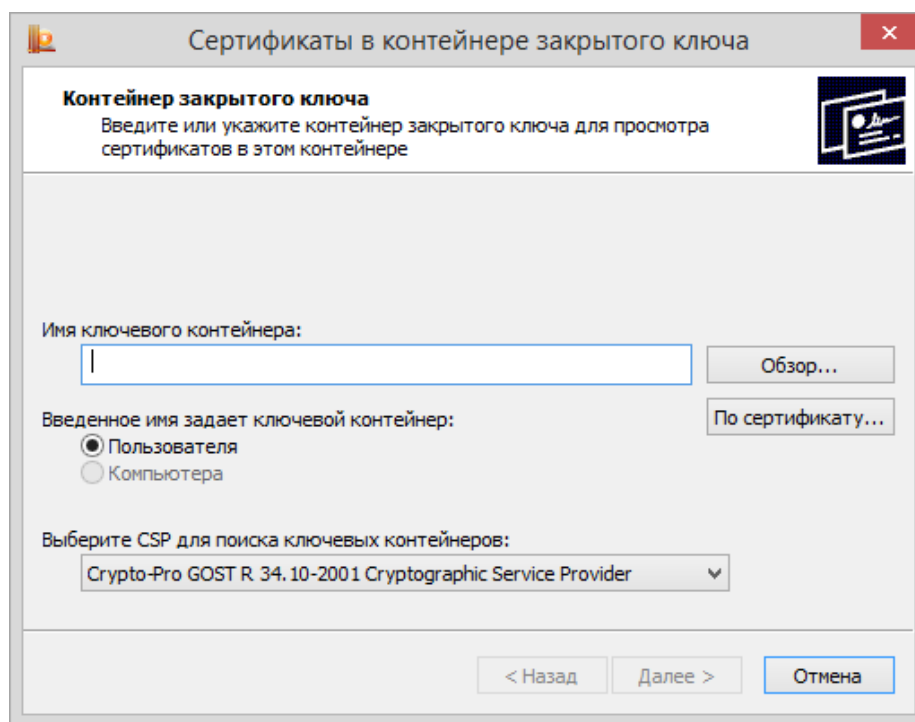 Сертификаты в контейнере закрытого ключа
Контейнер закрытого ключа
Введите или укажите контейнер закрытого ключа для просмотра
сертификатов в этом контейнере
Имя ключевого контейнера:
Обзор...
Введенное имя задает ключевой контейнер:
По сертификату...
Пользователя
Компьютера
Выберите CSP для поиска ключевых контейнеров:
Crypto-Pro GOST R 34.10-2001 Cryptographic Service Provider
< Назад
Далее >
Отмена